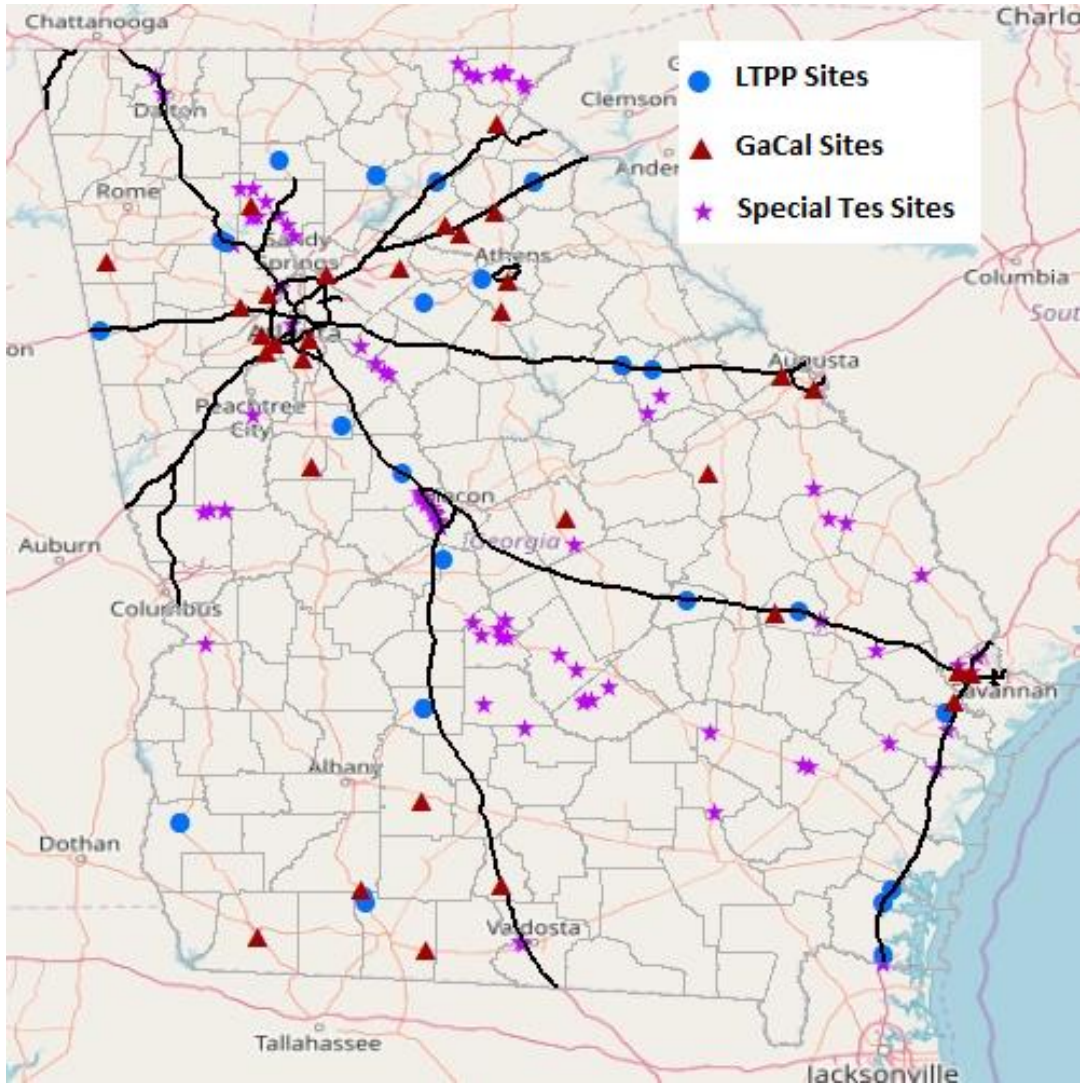 Chattanooga
Charlo
LTPP Sites
Clemson
Dalton
GaCal Sites
Ander
Rome
Special Tes Sites
Sandy
Springs
Athens
Columbia
Sout
on
Augusta
Peachtree
City
Macon
Georgia
Auburn
Columbus
Savannah
Albany
Dothan
Valdosta
Tallahassee
Jacksonville